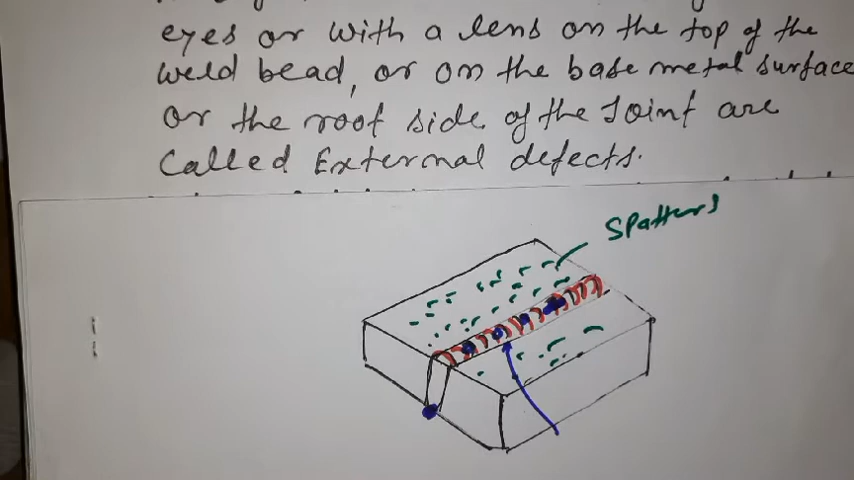 eyes or with a lens on the top of the
weld bead, or on the base metal surface
or the root side of the Joint are
Called External defects.
Spatters